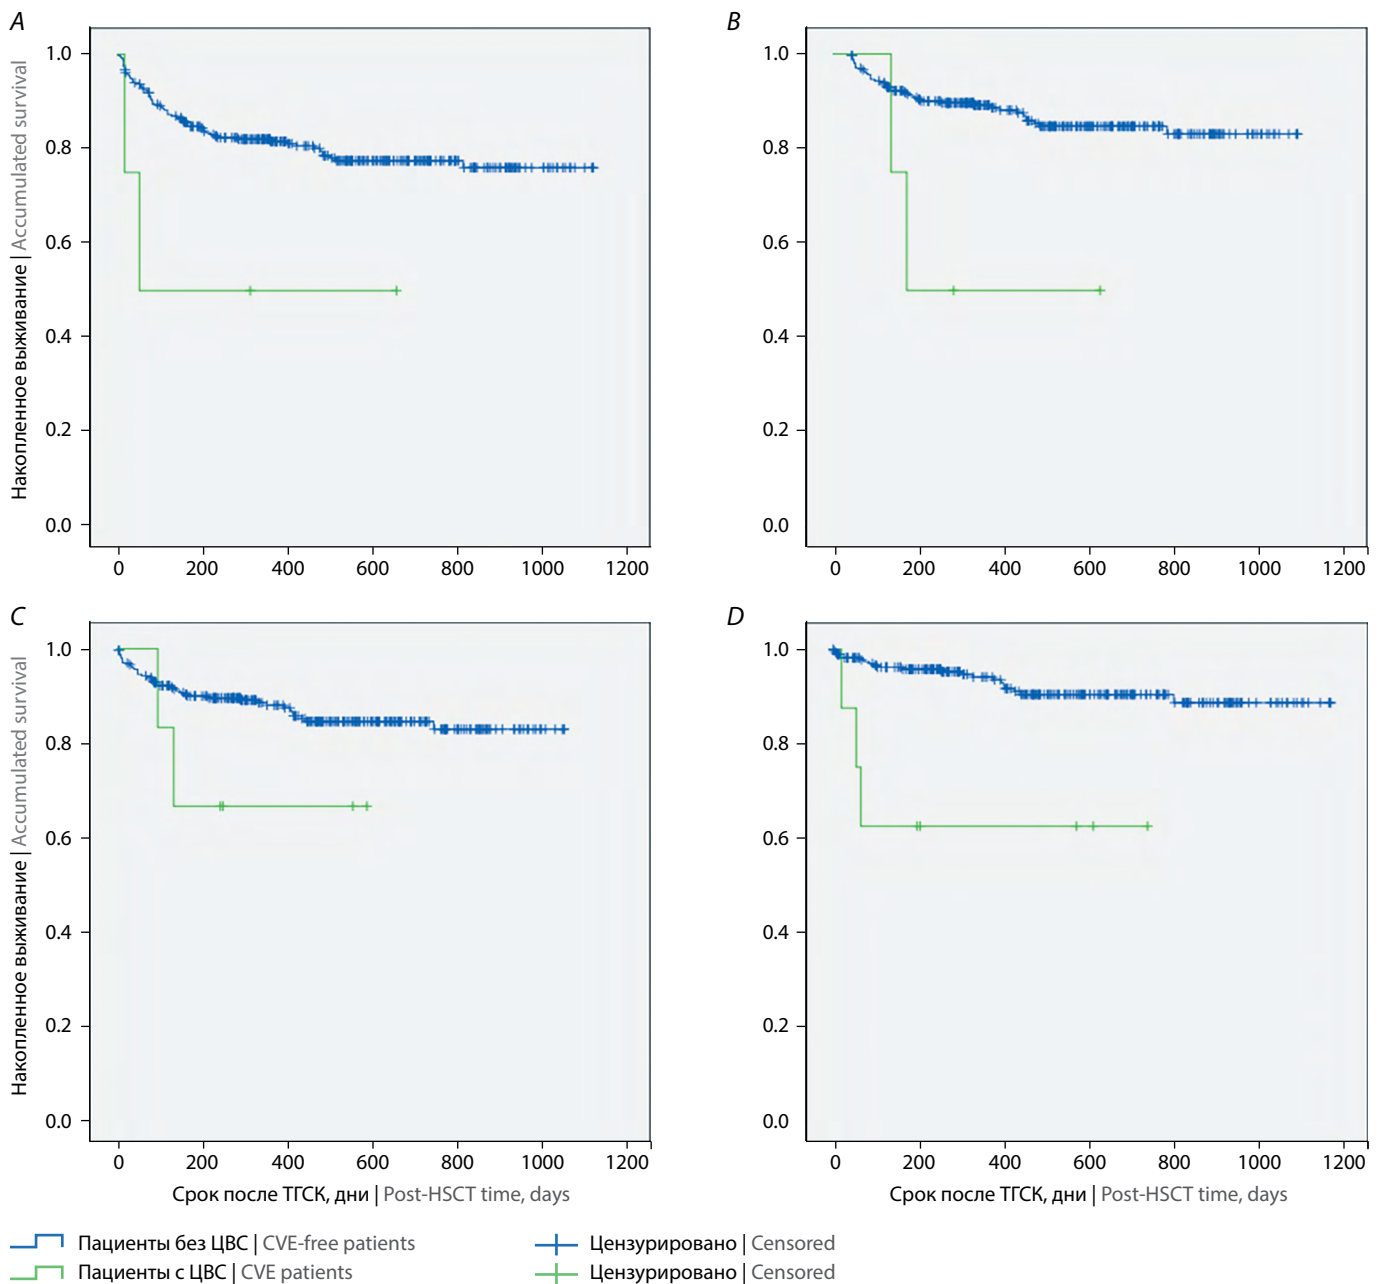 A
B
Накопленное выживание | Accumulated survival
1.0
0.8
0.6
0.4
0.2
0.0
0 200 400 600 800 1000 1200
1.0
0.8
0.6
0.4
0.2
0.0
0 200 400 600 800 1000 1200
C
D
Накопленное выживание | Accumulated survival
1.0
0.8
0.6
0.4
0.2
0.0
0 200 400 600 800 1000 1200
Срок после ТГСК, дни | Post-HSCT time, days
1.0
0.8
0.6
0.4
0.2
0.0
0 200 400 600 800 1000 1200
Срок после ТГСК, дни | Post-HSCT time, days
Пациенты без ЦВС | CVE-free patients
Цензурировано | Censored
Пациенты с ЦВС | CVE patients
Цензурировано | Censored